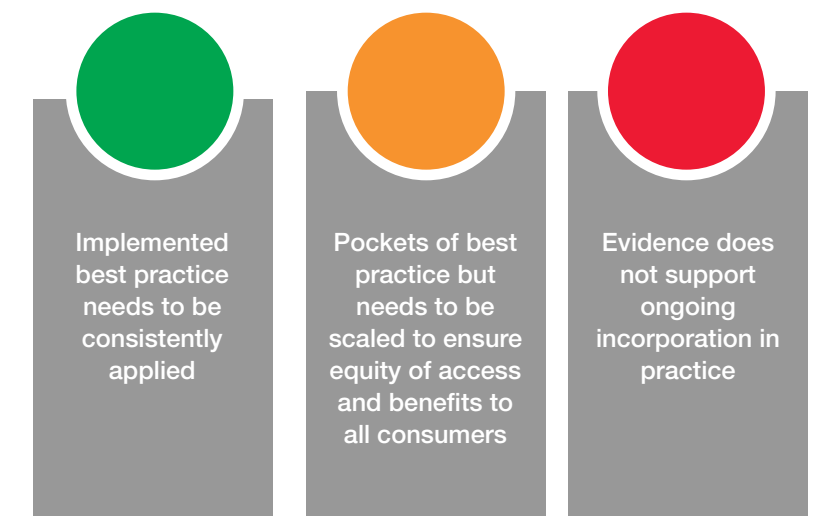 Implemented
best practice
needs to be
consistently
applied
Pockets of best
practice but
needs to be
scaled to ensure
equity of access
and benefits to
all consumers
Evidence does
not support
ongoing
incorporation in
practice